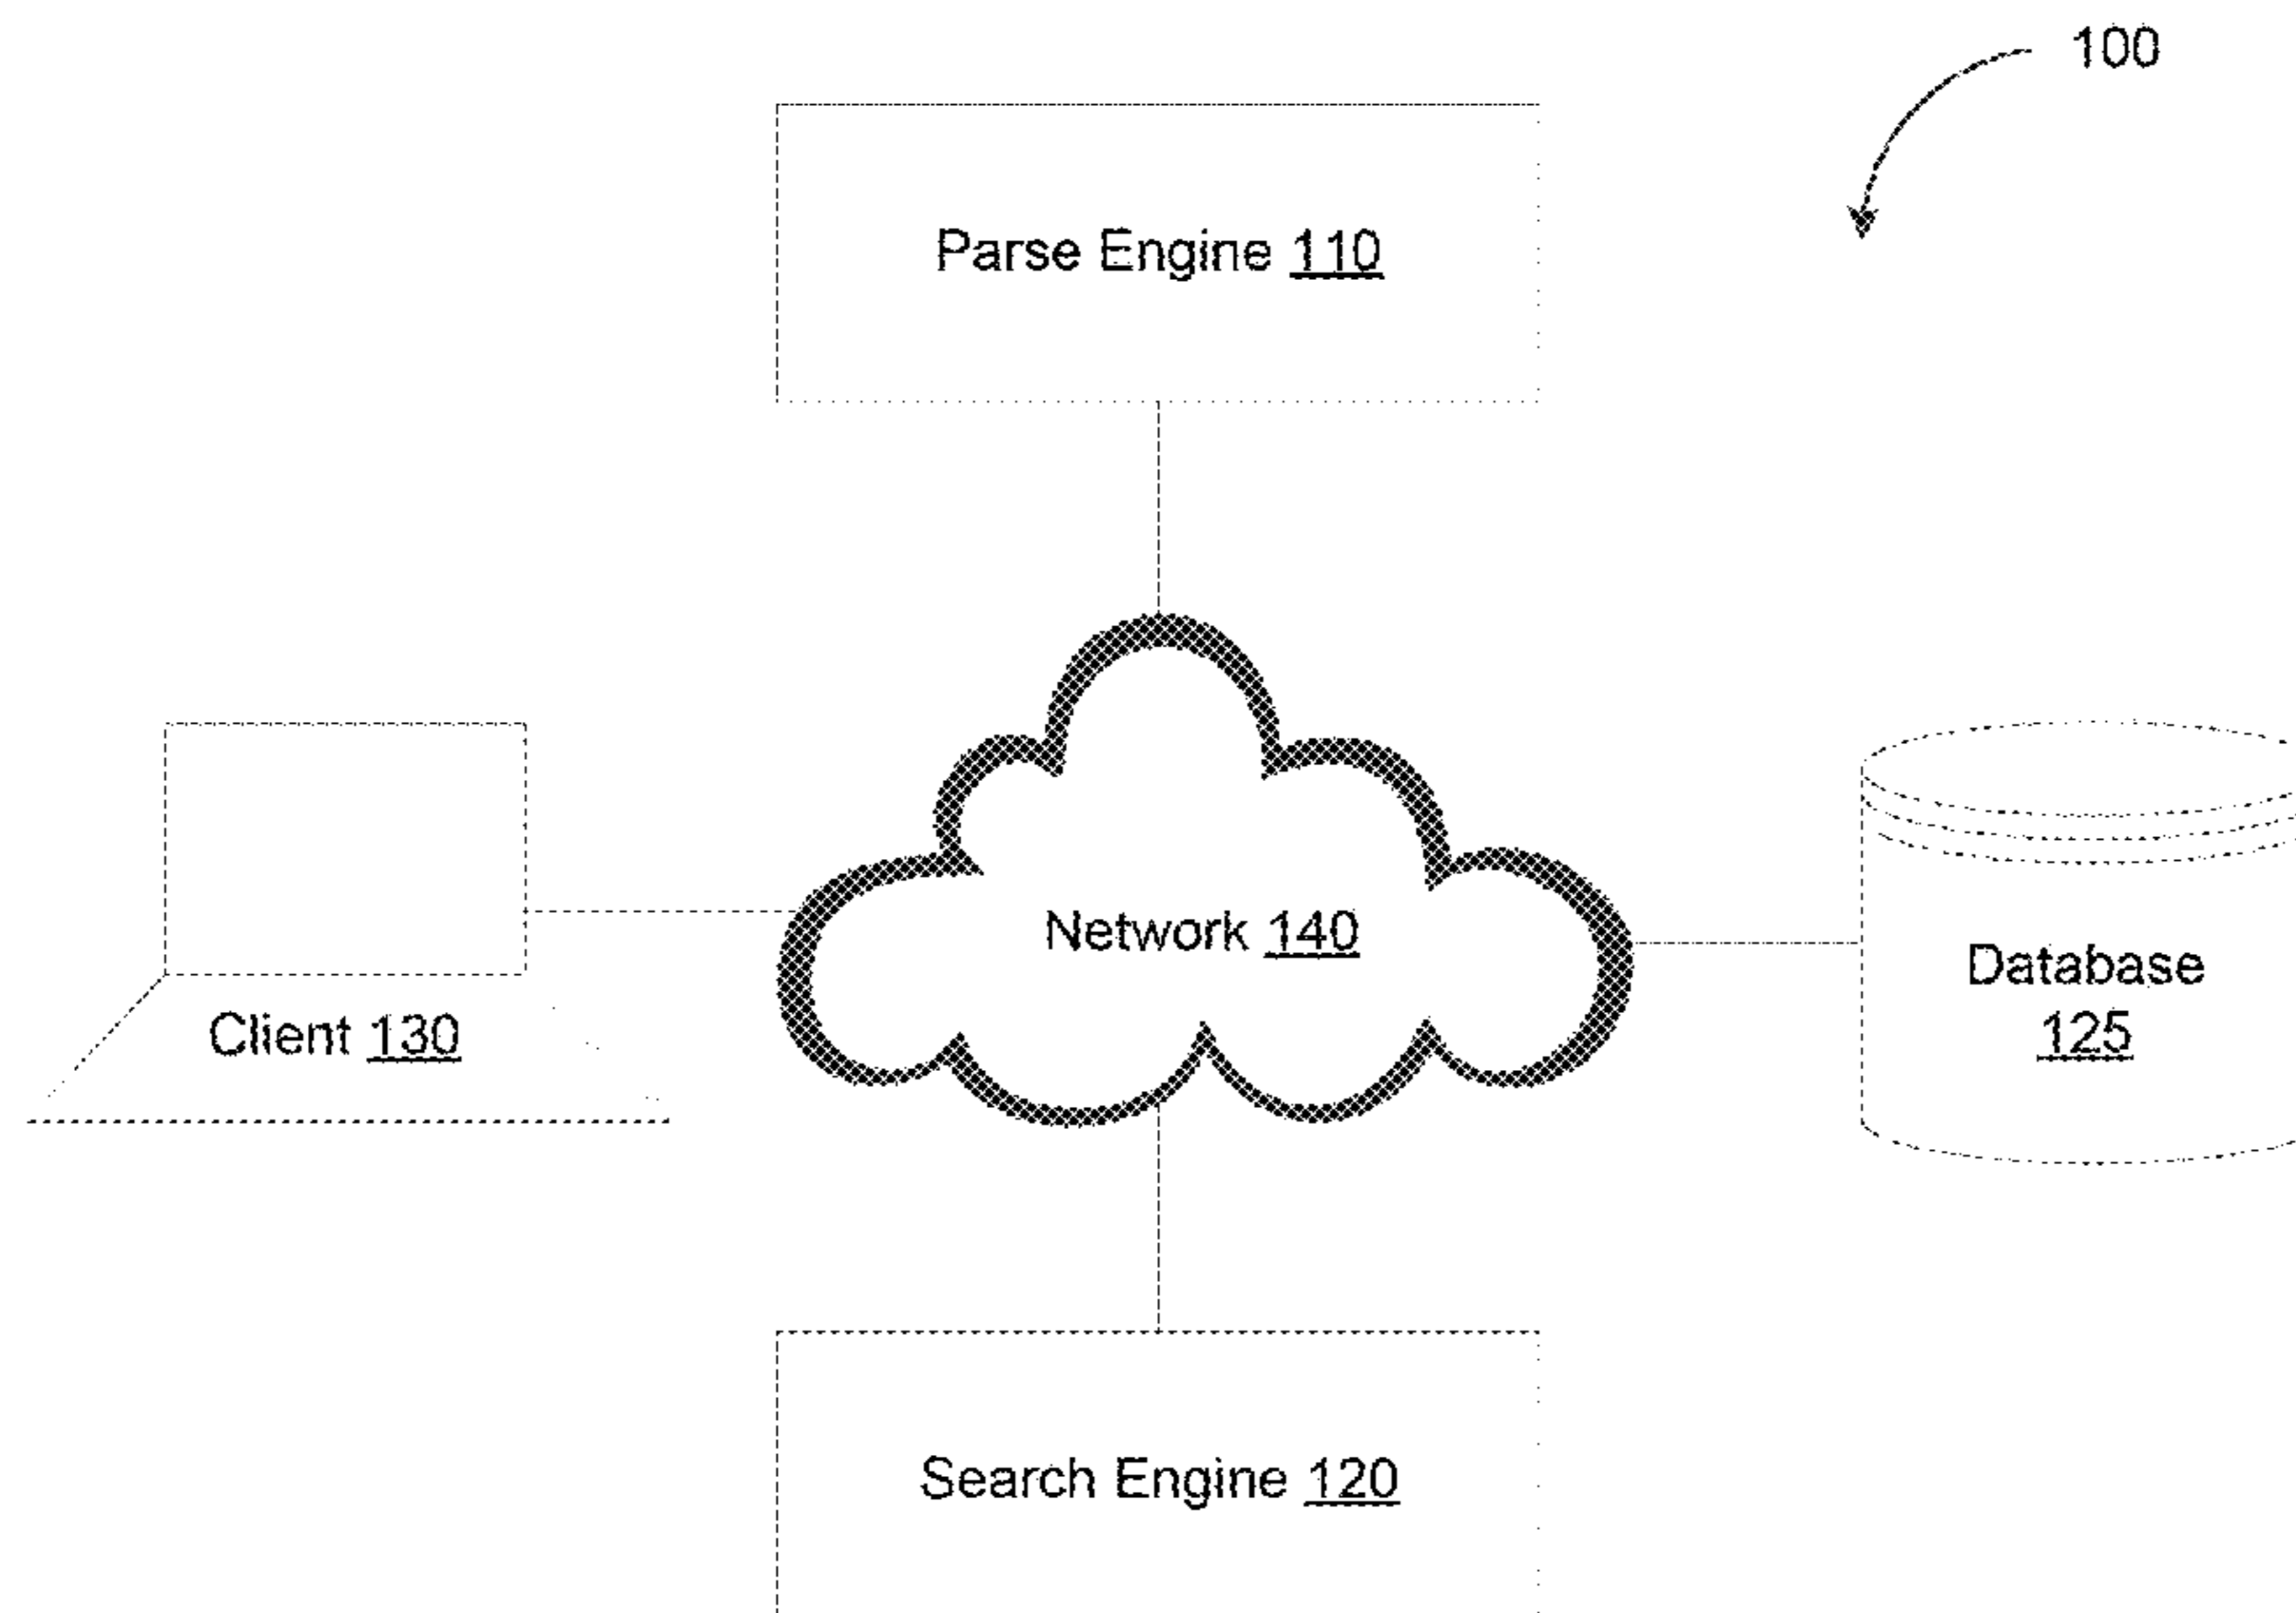 100
Parse Engine 110
Network 140
Database
125
Client 130
Search Engine 120